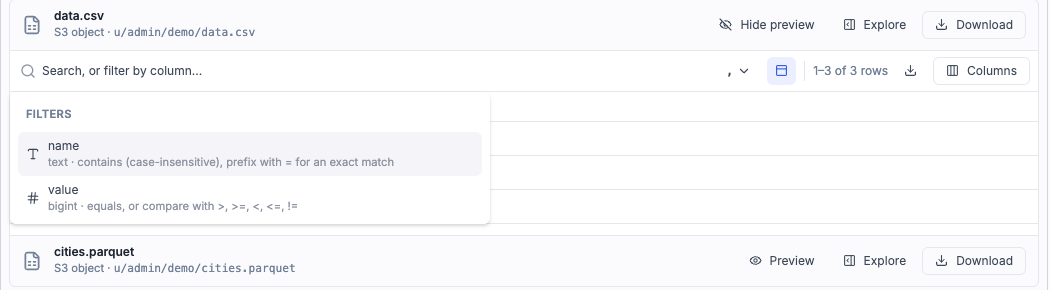 data.csv
S3 object · u/admin/demo/data.csv
Hide preview
Explore
Download
Search, or filter by column...
,
1–3 of 3 rows
Columns
FILTERS
name
text · contains (case-insensitive), prefix with = for an exact match
value
bigint · equals, or compare with >, >=, <, <=, !=
cities.parquet
S3 object · u/admin/demo/cities.parquet
Preview
Explore
Download